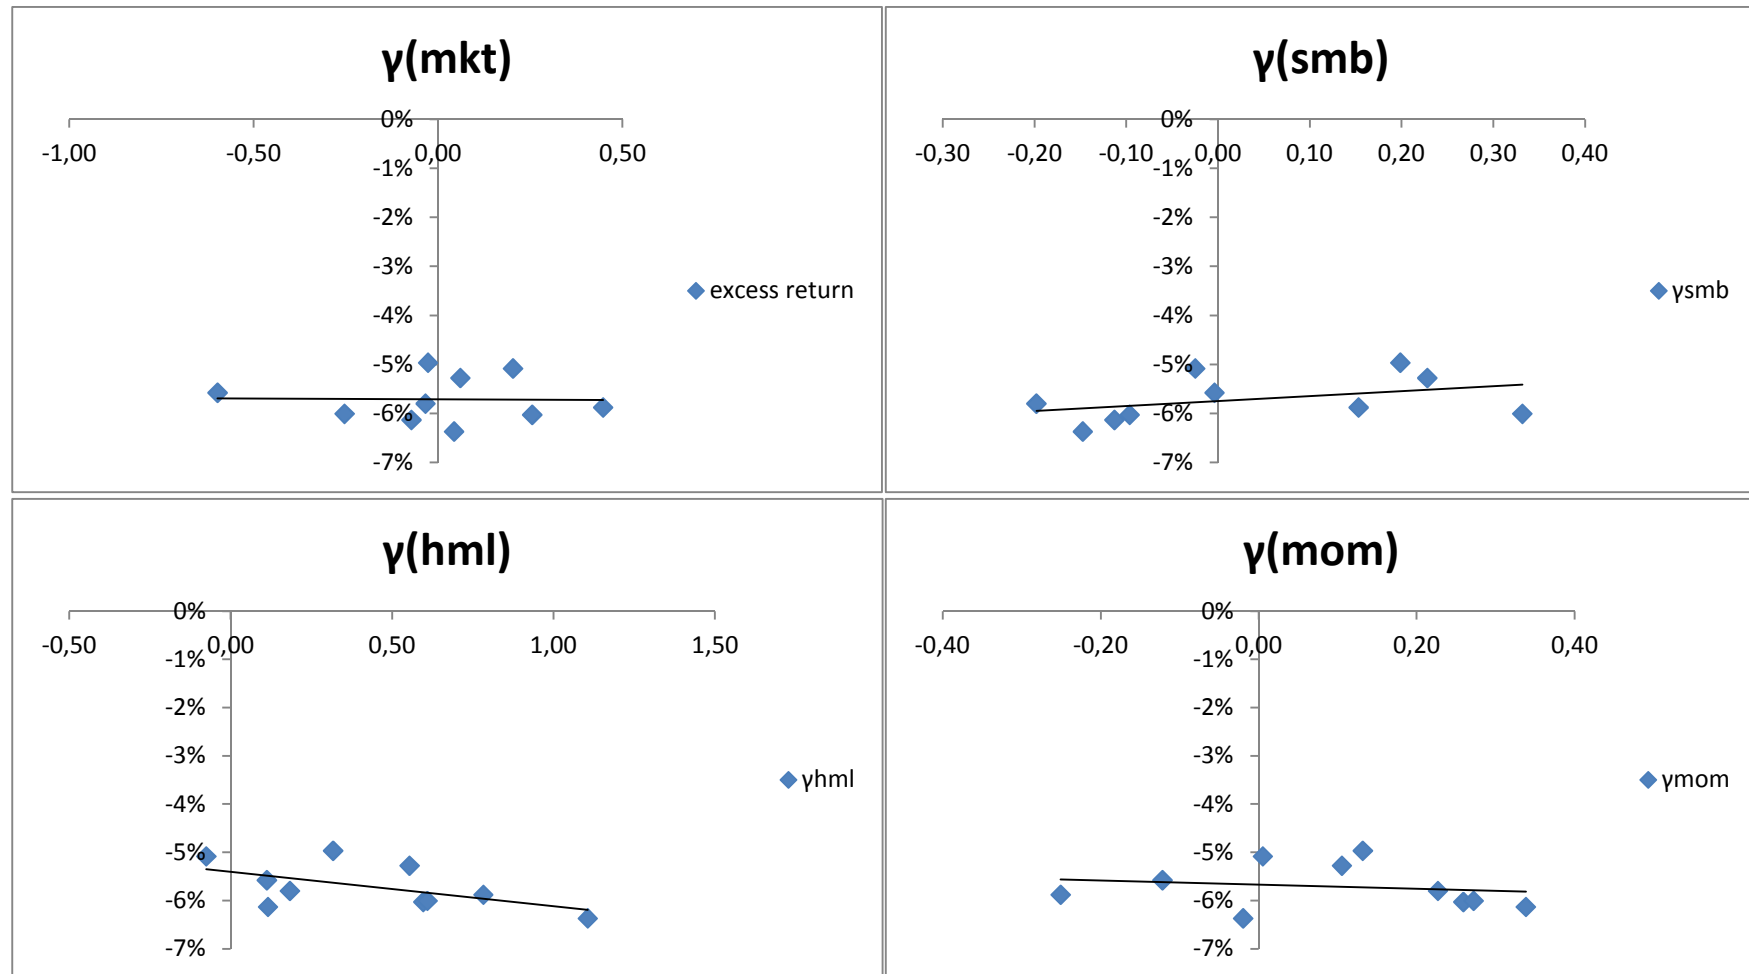 γ(mkt)
0%
-1,00 -0,50 0,00 0,50
-1%
-2%
-3%
excess return
-4%
-5%
-6%
-7%
γ(smb)
0%
-0,30 -0,20 -0,10 0,00 0,10 0,20 0,30 0,40
-1%
-2%
-3%
γsmb
-4%
-5%
-6%
-7%
γ(hml)
0%
-0,50 0,00 0,50 1,00 1,50
-1%
-2%
-3%
γhml
-4%
-5%
-6%
-7%
γ(mom)
0%
-0,40 -0,20 0,00 0,20 0,40
-1%
-2%
-3%
γmom
-4%
-5%
-6%
-7%